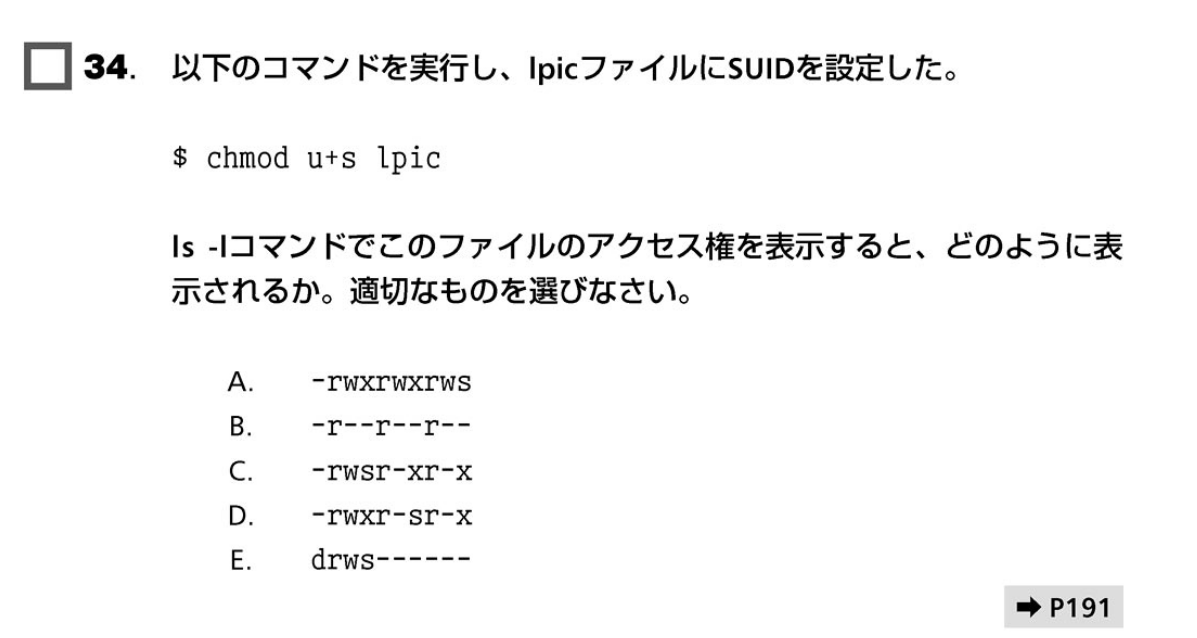 34. 以下のコマンドを実行し、lpicファイルにSUIDを設定した。
$ chmod u+s lpic
ls -lコマンドでこのファイルのアクセス権を表示すると、どのように表
示されるか。適切なものを選びなさい。
A. -rwxrwxrws
B. -r--r--r--
C. -rwsr-xr-x
D. -rwxr-sr-x
E. drws------
➡ P191